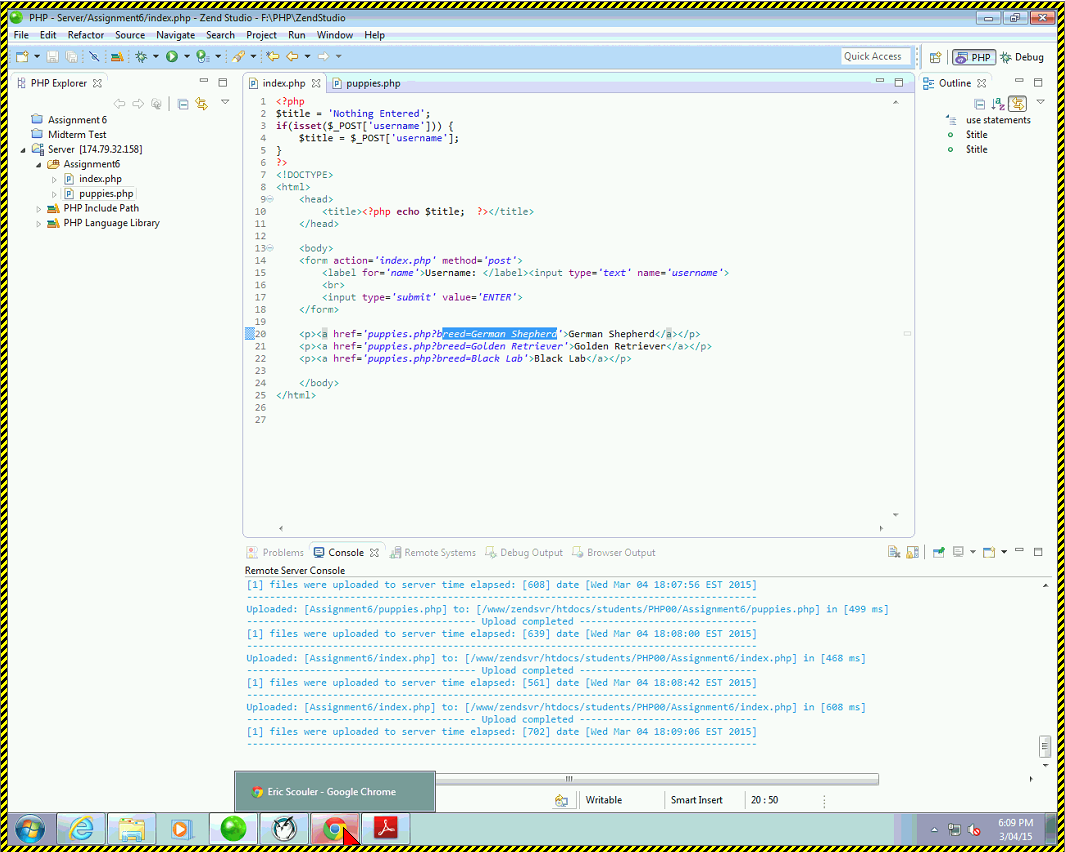 PHP - Server/Assignment6/index.php - Zend Studio - F:\PHP\ZendStudio
File Edit Refactor Source Navigate Search Project Run Window Help
Quick Access
PHP
Debug
PHP Explorer
Assignment 6
Midterm Test
Server [174.79.32.158]
Assignment6
index.php
puppies.php
PHP Include Path
PHP Language Library
index.php
puppies.php
1 <?php
2 $title = 'Nothing Entered';
3 if(isset($_POST['username'])) {
4 $title = $_POST['username'];
5 }
6 ?>
7 <!DOCTYPE>
8 <html>
9 <head>
10 <title><?php echo $title; ?></title>
11 </head>
12
13 <body>
14 <form action='index.php' method='post'>
15 <label for='name'>Username: </label><input type='text' name='username'>
16 <br>
17 <input type='submit' value='ENTER'>
18 </form>
19
20 <p><a href='puppies.php?breed=German Shepherd'>German Shepherd</a></p>
21 <p><a href='puppies.php?breed=Golden Retriever'>Golden Retriever</a></p>
22 <p><a href='puppies.php?breed=Black Lab'>Black Lab</a></p>
23
24 </body>
25 </html>
26
27
Outline
use statements
$title
$title
Problems Console Remote Systems Debug Output Browser Output
Remote Server Console
[1] files were uploaded to server time elapsed: [608] date [Wed Mar 04 18:07:56 EST 2015]
Uploaded: [Assignment6/puppies.php] to: [/www/zendsvr/htdocs/students/PHP00/Assignment6/puppies.php] in [499 ms]
Upload completed
[1] files were uploaded to server time elapsed: [639] date [Wed Mar 04 18:08:00 EST 2015]
Uploaded: [Assignment6/index.php] to: [/www/zendsvr/htdocs/students/PHP00/Assignment6/index.php] in [468 ms]
Upload completed
[1] files were uploaded to server time elapsed: [561] date [Wed Mar 04 18:08:42 EST 2015]
Uploaded: [Assignment6/index.php] to: [/www/zendsvr/htdocs/students/PHP00/Assignment6/index.php] in [608 ms]
Upload completed
[1] files were uploaded to server time elapsed: [702] date [Wed Mar 04 18:09:06 EST 2015]
Eric Scouler - Google Chrome
Writable
Smart Insert
20 : 50
6:09 PM
3/04/15